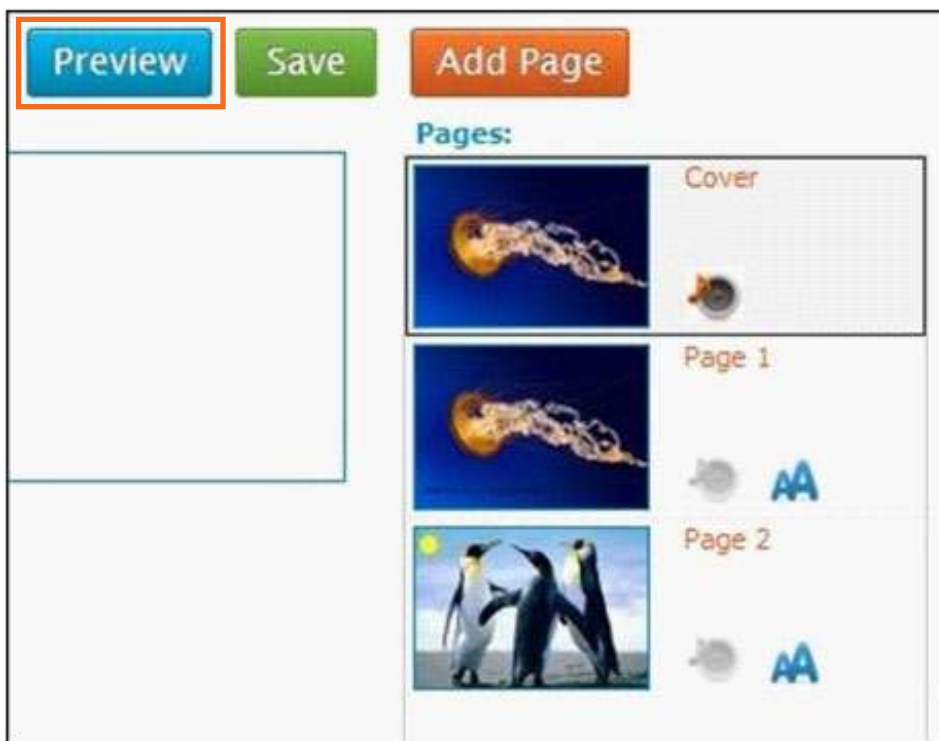 Preview Save Add Page
Pages:
Cover
Page 1
AA
Page 2
AA